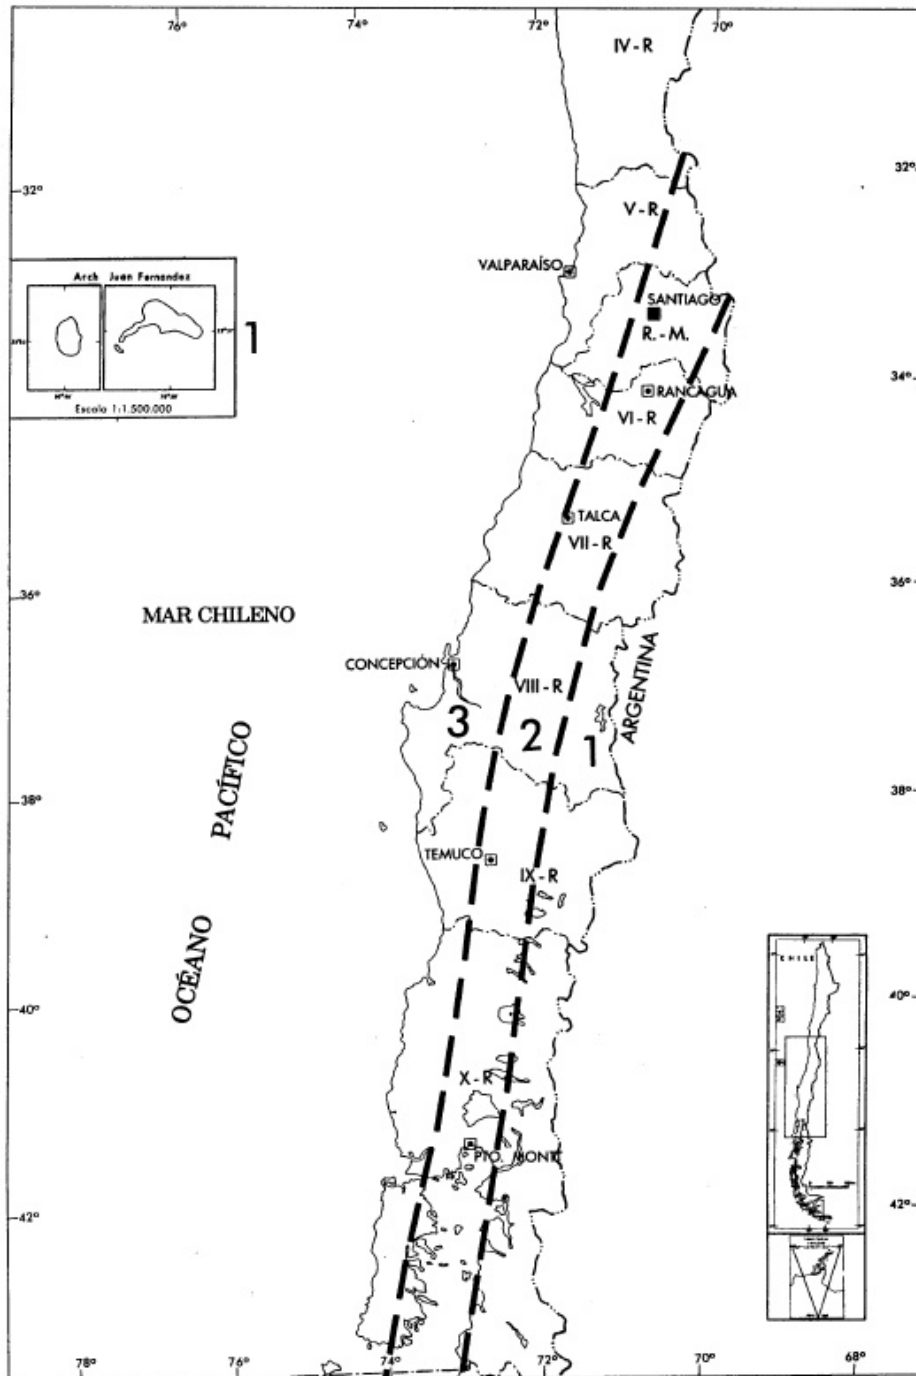 76°
74°
72°
70°
IV - R
32°
32°
V - R
VALPARAÍSO
Arch Juan Fernandez
SANTIAGO
1
R. - M.
Escala 1:1.500.000
34°
RANCAGUA
VI - R
TALCA
VII - R
36°
36°
MAR CHILENO
ARGENTINA
CONCEPCIÓN
VIII - R
3
2
1
PACÍFICO
38°
38°
TEMUCO
IX - R
CHILE
OCÉANO
40°
40°
X - R
PTO. MONTT
42°
42°
78°
76°
74°
72°
70°
68°